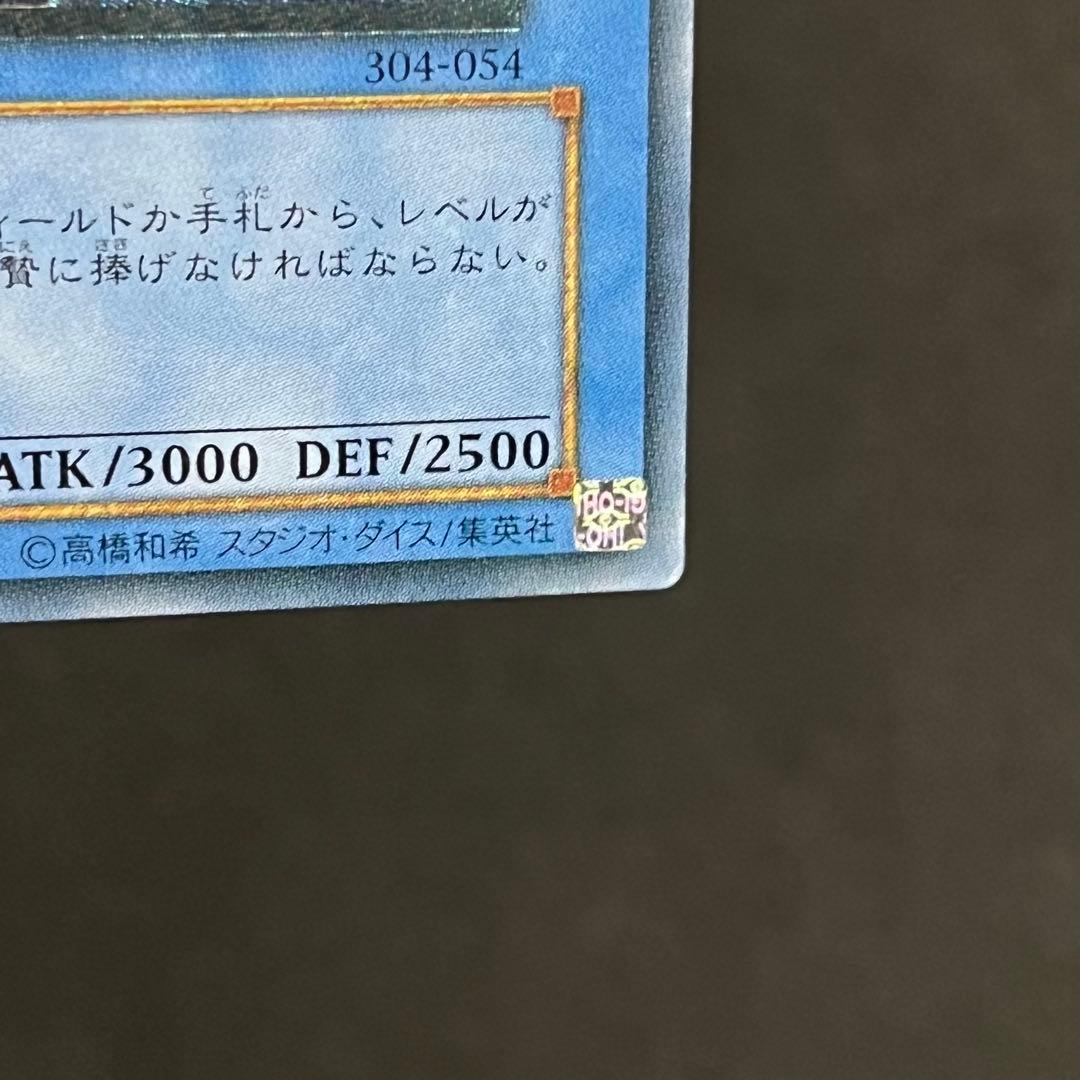 304-054
ィールドか手札から、レベルが
贄に捧げなければならない。
ATK/3000 DEF/2500
©高橋和希 スタジオ・ダイス/集英社